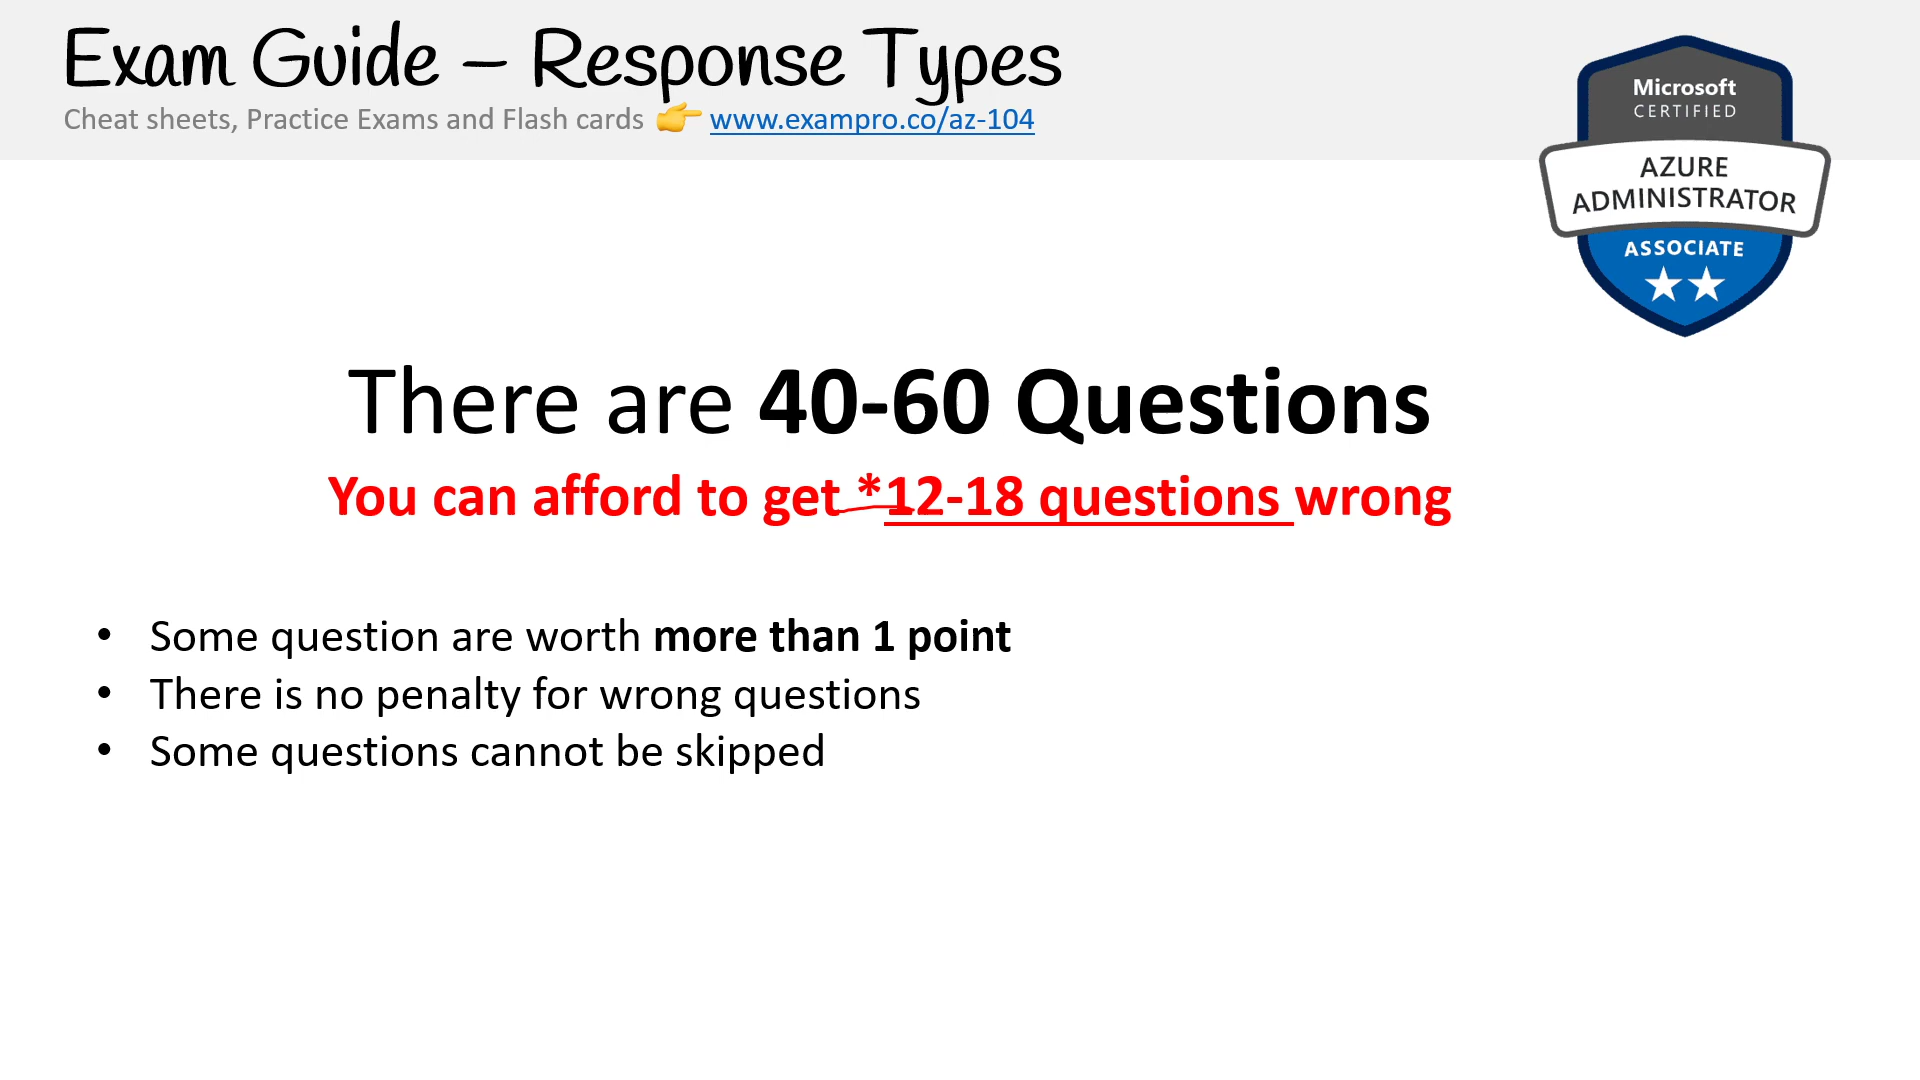 Exam Guide – Response Types
Cheat sheets, Practice Exams and Flash cards 👉 www.exampro.co/az-104
Microsoft
CERTIFIED
AZURE
ADMINISTRATOR
ASSOCIATE
There are 40-60 Questions
You can afford to get *12-18 questions wrong
• Some question are worth more than 1 point
• There is no penalty for wrong questions
• Some questions cannot be skipped